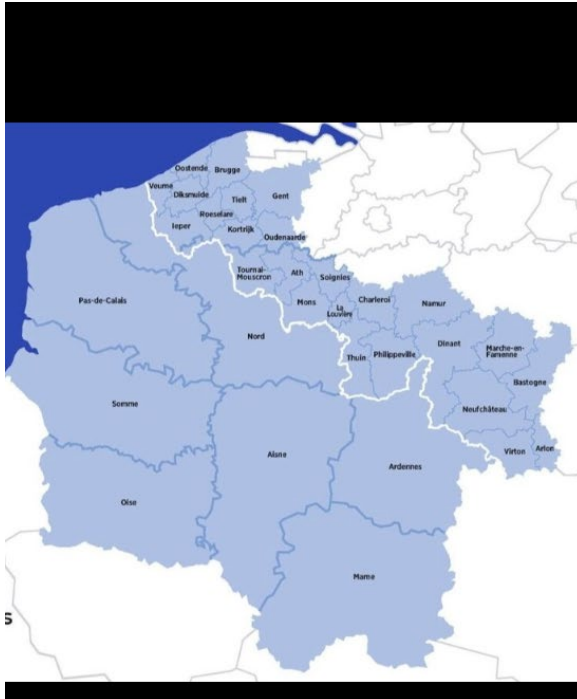 Oostende
Brugge
Veurne
Diksmuide
Tielt
Gent
Roeselare
Ieper
Kortrijk
Oudenaarde
Tournai-
Mouscron
Ath
Soignies
Mons
La
Louvière
Charleroi
Namur
Pas-de-Calais
Nord
Thuin
Philippeville
Dinant
Marche-en-
Famenne
Bastogne
Neufchâteau
Somme
Virton
Arlon
Aisne
Ardennes
Oise
Marne
S